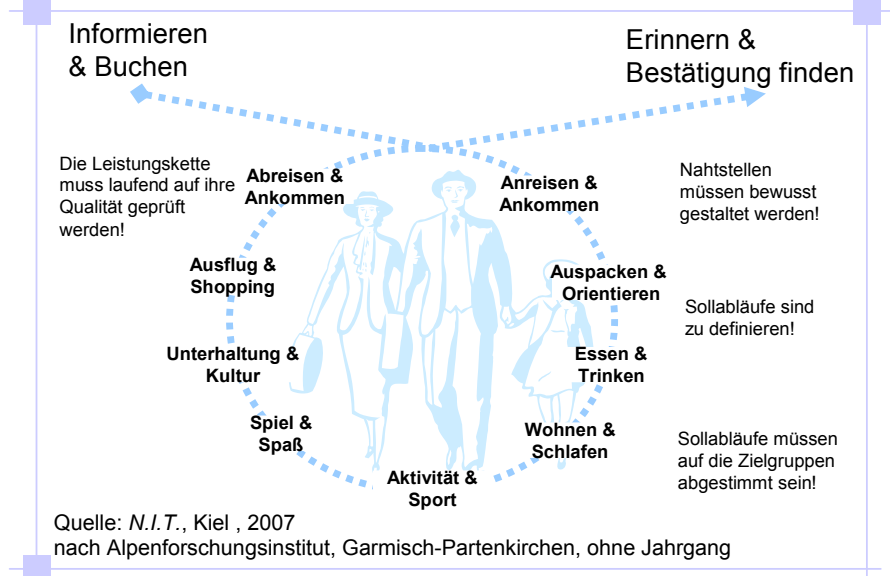 Informieren
& Buchen
Erinnern &
Bestätigung finden
Die Leistungskette
muss laufend auf ihre
Qualität geprüft
werden!
Abreisen &
Ankommen
Anreisen &
Ankommen
Nahtstellen
müssen bewusst
gestaltet werden!
Ausflug &
Shopping
Auspacken &
Orientieren
Sollabläufe sind
zu definieren!
Unterhaltung &
Kultur
Essen &
Trinken
Spiel &
Spaß
Wohnen &
Schlafen
Sollabläufe müssen
auf die Zielgruppen
abgestimmt sein!
Aktivität &
Sport
Quelle: N.I.T., Kiel , 2007
nach Alpenforschungsinstitut, Garmisch-Partenkirchen, ohne Jahrgang